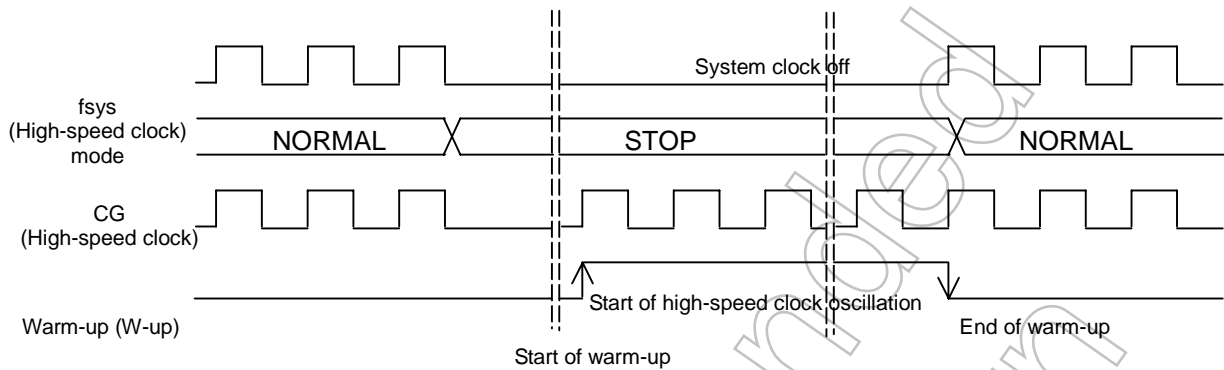 System clock off
fsys
(High-speed clock)
mode
NORMAL
STOP
NORMAL
CG
(High-speed clock)
Start of high-speed clock oscillation
Warm-up (W-up)
End of warm-up
Start of warm-up